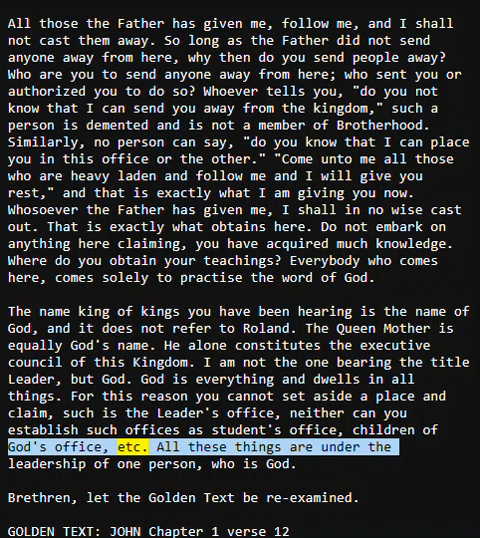 All those the Father has given me, follow me, and I shall
not cast them away. So long as the Father did not send
anyone away from here, why then do you send people away?
Who are you to send anyone away from here; who sent you or
authorized you to do so? Whoever tells you, "do you not
know that I can send you away from the kingdom," such a
person is demented and is not a member of Brotherhood.
Similarly, no person can say, "do you know that I can place
you in this office or the other." "Come unto me all those
who are heavy laden and follow me and I will give you
rest," and that is exactly what I am giving you now.
Whosoever the Father has given me, I shall in no wise cast
out. That is exactly what obtains here. Do not embark on
anything here claiming, you have acquired much knowledge.
Where do you obtain your teachings? Everybody who comes
here, comes solely to practise the word of God.
The name king of kings you have been hearing is the name of
God, and it does not refer to Roland. The Queen Mother is
equally God's name. He alone constitutes the executive
council of this Kingdom. I am not the one bearing the title
Leader, but God. God is everything and dwells in all
things. For this reason you cannot set aside a place and
claim, such is the Leader's office, neither can you
establish such offices as student's office, children of
God's office, etc. All these things are under the
leadership of one person, who is God.
Brethren, let the Golden Text be re-examined.
GOLDEN TEXT: JOHN Chapter 1 verse 12